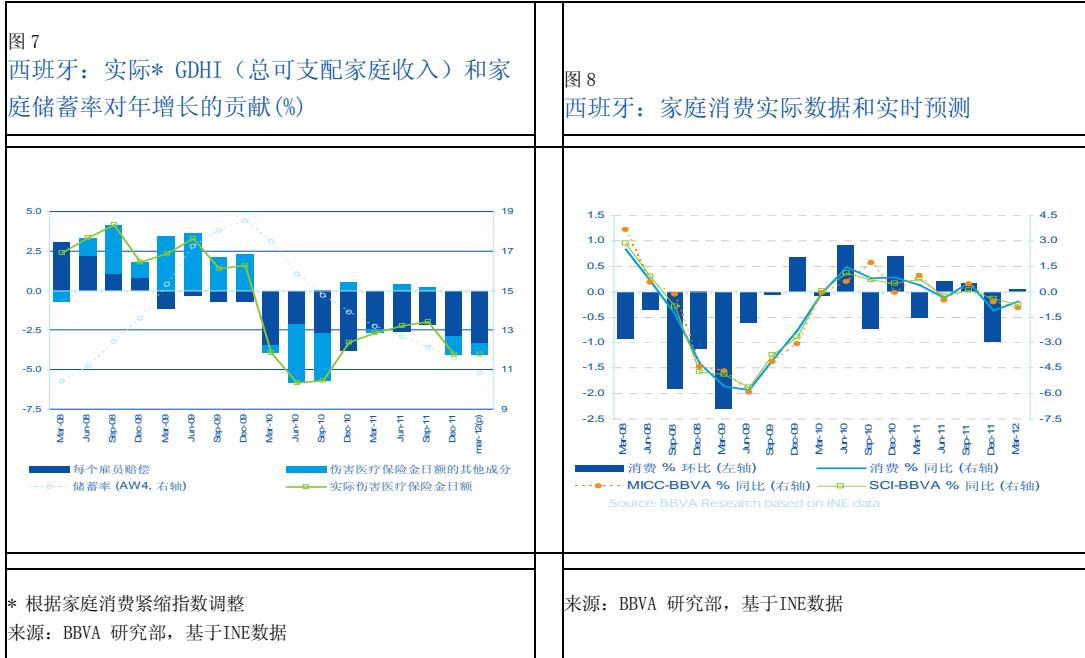 图 7
西班牙：实际* GDHI（总可支配家庭收入）和家
庭储蓄率对年增长的贡献(%)
5.0
2.5
0.0
-2.5
-5.0
-7.5
19
17
15
13
11
9
Mar-08
Jun-08
Sep-08
Dec-08
Mar-09
Jun-09
Sep-09
Dec-09
Mar-10
Jun-10
Sep-10
Dec-10
Mar-11
Jun-11
Sep-11
Dec-11
mar-12(p)
每个雇员赔偿
伤害医疗保险金日额的其他成分
储蓄率 (AW4, 右轴)
实际伤害医疗保险金日额
* 根据家庭消费紧缩指数调整
来源：BBVA 研究部，基于INE数据
图 8
西班牙：家庭消费实际数据和实时预测
1.5
1.0
0.5
0.0
-0.5
-1.0
-1.5
-2.0
-2.5
4.5
3.0
1.5
0.0
-1.5
-3.0
-4.5
-6.0
-7.5
Mar-08
Jun-08
Sep-08
Dec-08
Mar-09
Jun-09
Sep-09
Dec-09
Mar-10
Jun-10
Sep-10
Dec-10
Mar-11
Jun-11
Sep-11
Dec-11
Mar-12
消费 % 环比 (左轴)
消费 % 同比 (右轴)
MICC-BBVA % 同比 (右轴)
SCI-BBVA % 同比 (右轴)
Source: BBVA Research based on INE data
来源：BBVA 研究部，基于INE数据